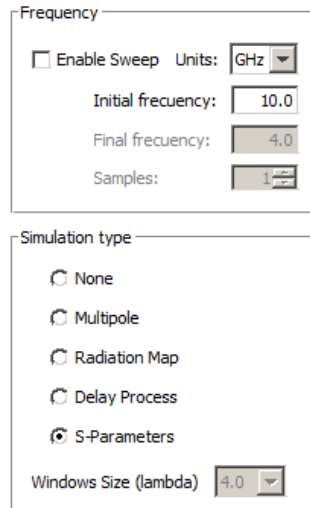 Frequency
Enable Sweep Units: GHz
Initial frecuency: 10.0
Final frecuency: 4.0
Samples: 1
Simulation type
None
Multipole
Radiation Map
Delay Process
S-Parameters
Windows Size (lambda) 4.0